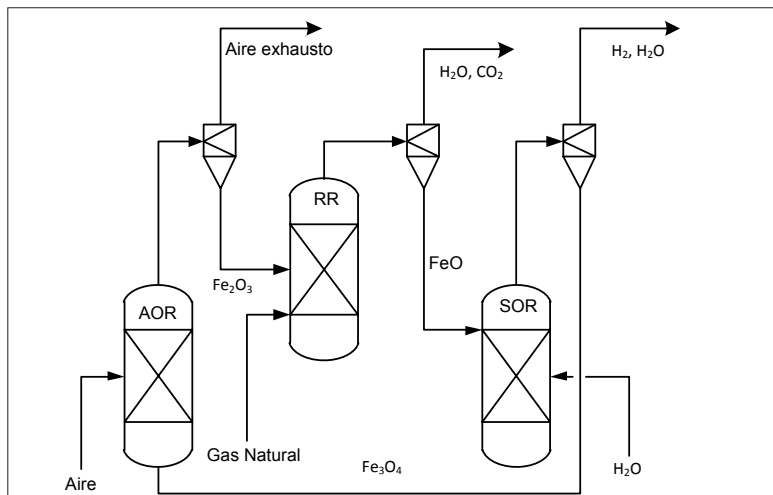 Aire exhausto
H₂O, CO₂
H₂, H₂O
RR
Fe₂O₃
FeO
AOR
SOR
Gas Natural
Aire
Fe₃O₄
H₂O